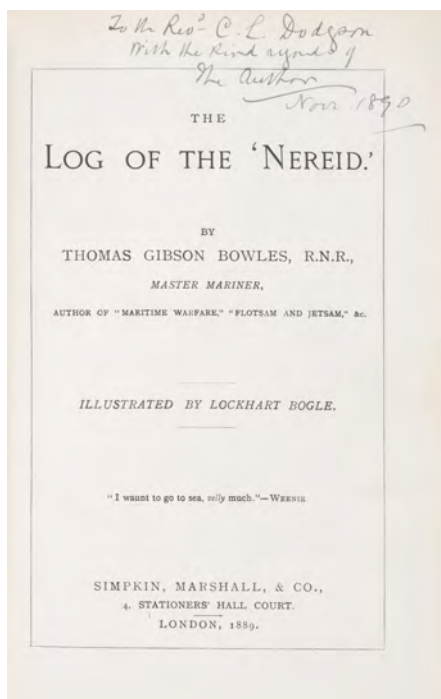 To the Revd C. L. Dodgson
With the kind regards of
The Author
Novr 1890
THE
LOG OF THE 'NEREID.'
BY
THOMAS GIBSON BOWLES, R.N.R.,
MASTER MARINER,
AUTHOR OF "MARITIME WARFARE," "FLOTSAM AND JETSAM," &c.
ILLUSTRATED BY LOCKHART BOGLE.
"I waunt to go to sea, velly much."—WEENIE
SIMPKIN, MARSHALL, & CO.,
4, STATIONERS' HALL COURT.
LONDON, 1889.